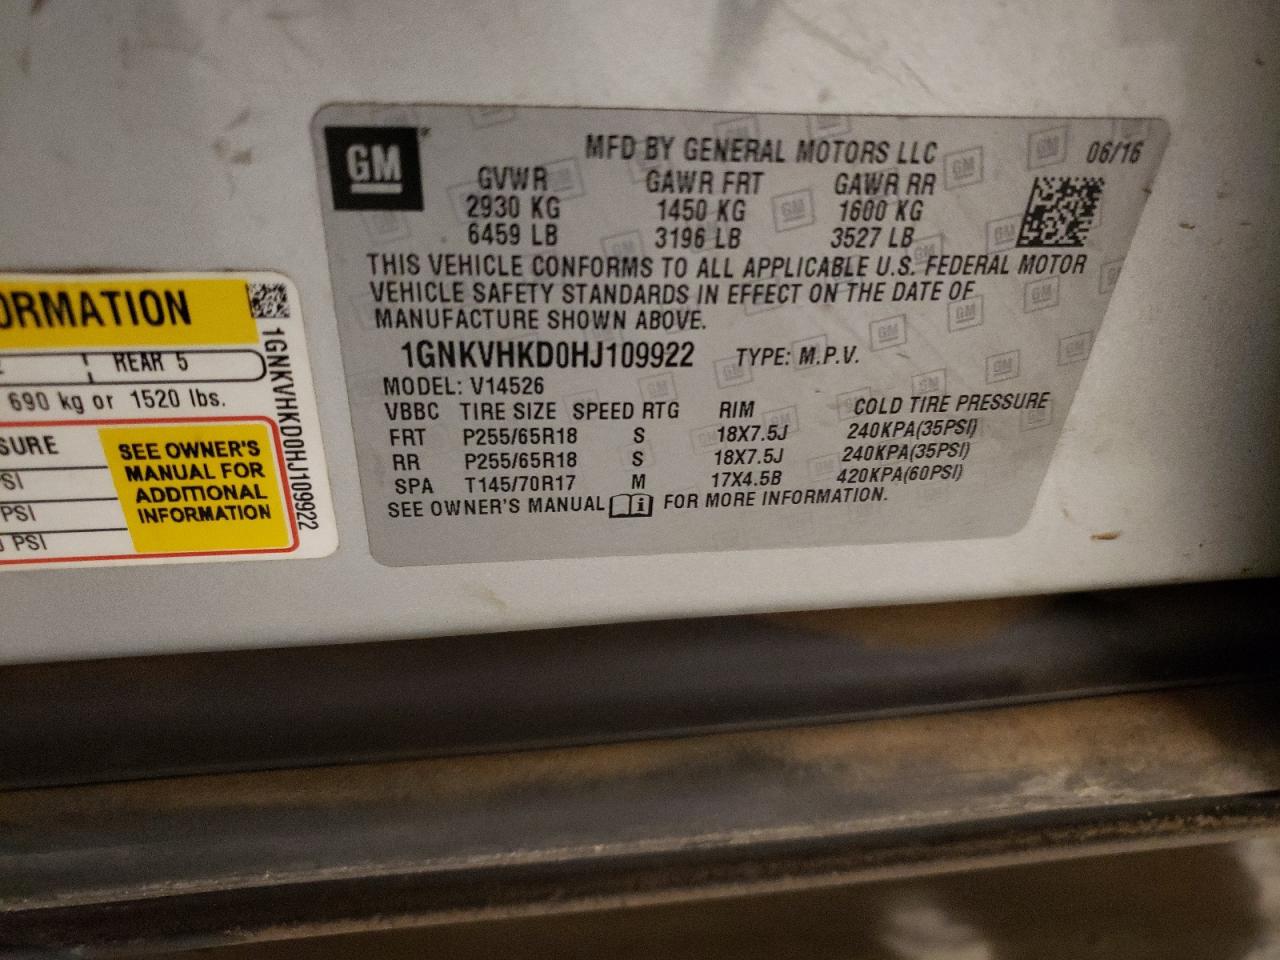 GM
MFD BY GENERAL MOTORS LLC 06/16
GVWR GAWR FRT GAWR RR
2930 KG 1450 KG 1600 KG
6459 LB 3196 LB 3527 LB
THIS VEHICLE CONFORMS TO ALL APPLICABLE U.S. FEDERAL MOTOR
VEHICLE SAFETY STANDARDS IN EFFECT ON THE DATE OF
MANUFACTURE SHOWN ABOVE.
1GNKVHKD0HJ109922 TYPE: M.P.V.
MODEL: V14526
VBBC TIRE SIZE SPEED RTG RIM COLD TIRE PRESSURE
FRT P255/65R18 S 18X7.5J 240KPA(35PSI)
RR P255/65R18 S 18X7.5J 240KPA(35PSI)
SPA T145/70R17 M 17X4.5B 420KPA(60PSI)
SEE OWNER'S MANUAL i FOR MORE INFORMATION.
ORMATION
REAR 5
690 kg or 1520 lbs.
SURE
SI
PSI
PSI
SEE OWNER'S
MANUAL FOR
ADDITIONAL
INFORMATION
1GNKVHKD0HJ109922